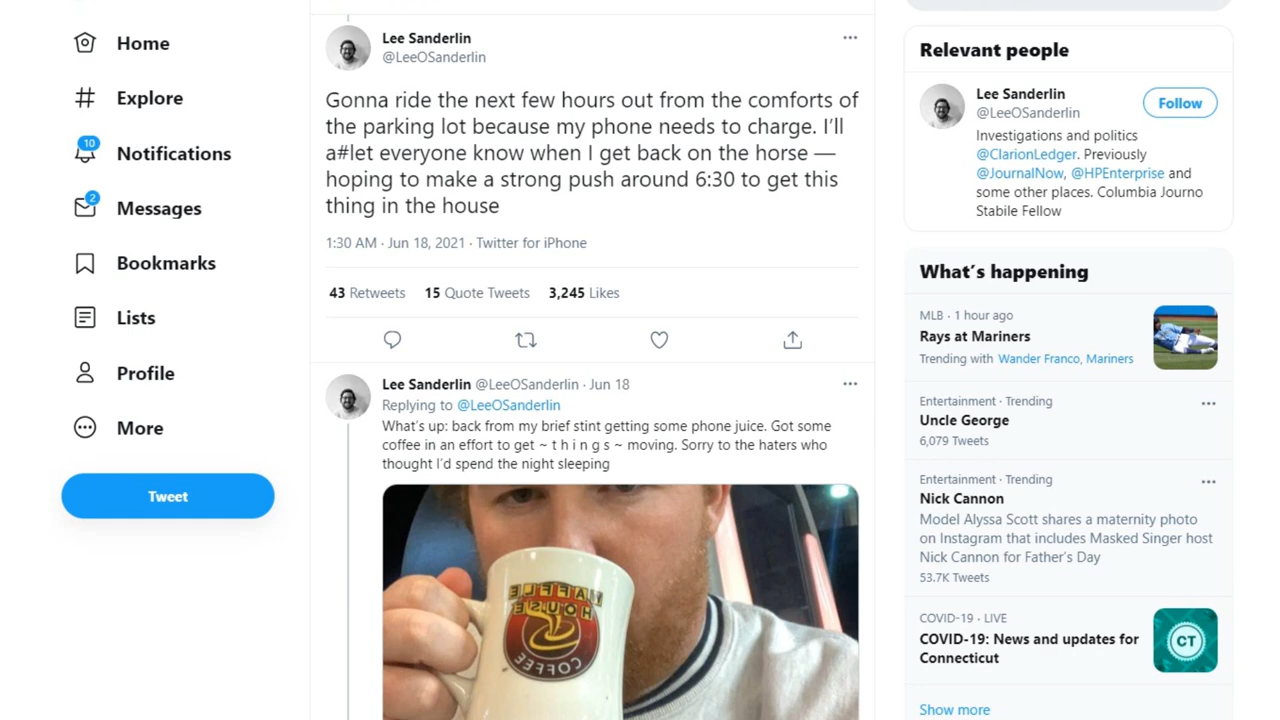 Home
Explore
10
Notifications
2
Messages
Bookmarks
Lists
Profile
More
Tweet
Lee Sanderlin
@LeeOSanderlin
Gonna ride the next few hours out from the comforts of
the parking lot because my phone needs to charge. I'll
a#let everyone know when I get back on the horse —
hoping to make a strong push around 6:30 to get this
thing in the house
1:30 AM · Jun 18, 2021 · Twitter for iPhone
43 Retweets 15 Quote Tweets 3,245 Likes
Lee Sanderlin @LeeOSanderlin · Jun 18
Replying to @LeeOSanderlin
What's up: back from my brief stint getting some phone juice. Got some
coffee in an effort to get ~ t h i n g s ~ moving. Sorry to the haters who
thought I'd spend the night sleeping
WAFFLE
HOUSE
COFFEE
Relevant people
Lee Sanderlin
@LeeOSanderlin
Follow
Investigations and politics
@ClarionLedger. Previously
@JournalNow, @HPEnterprise and
some other places. Columbia Journo
Stabile Fellow
What's happening
MLB · 1 hour ago
Rays at Mariners
Trending with Wander Franco, Mariners
Entertainment · Trending
Uncle George
6,079 Tweets
Entertainment · Trending
Nick Cannon
Model Alyssa Scott shares a maternity photo
on Instagram that includes Masked Singer host
Nick Cannon for Father's Day
53.7K Tweets
COVID-19 · LIVE
COVID-19: News and updates for
Connecticut
CT
Show more